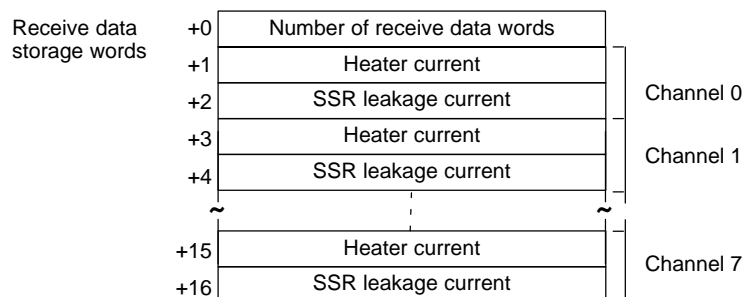 Receive data
storage words
+0 Number of receive data words
+1 Heater current
+2 SSR leakage current
Channel 0
+3 Heater current
+4 SSR leakage current
Channel 1
~ ~
+15 Heater current
+16 SSR leakage current
Channel 7